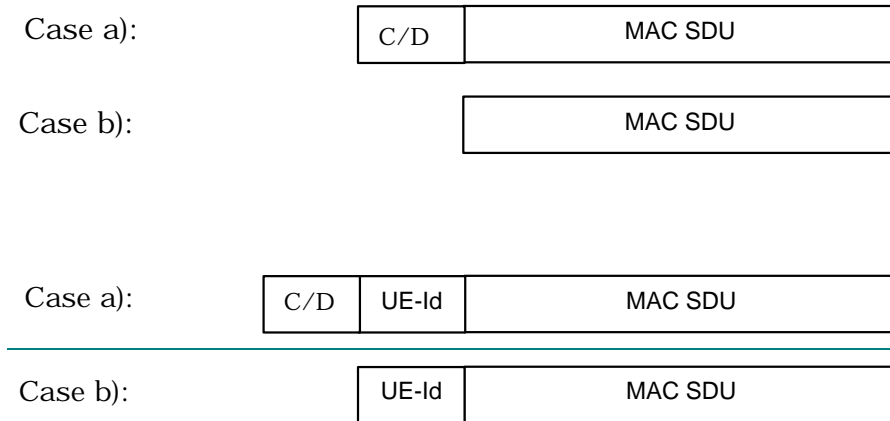 Case a): C/D MAC SDU
Case b): MAC SDU
Case a): C/D UE-Id MAC SDU
Case b): UE-Id MAC SDU